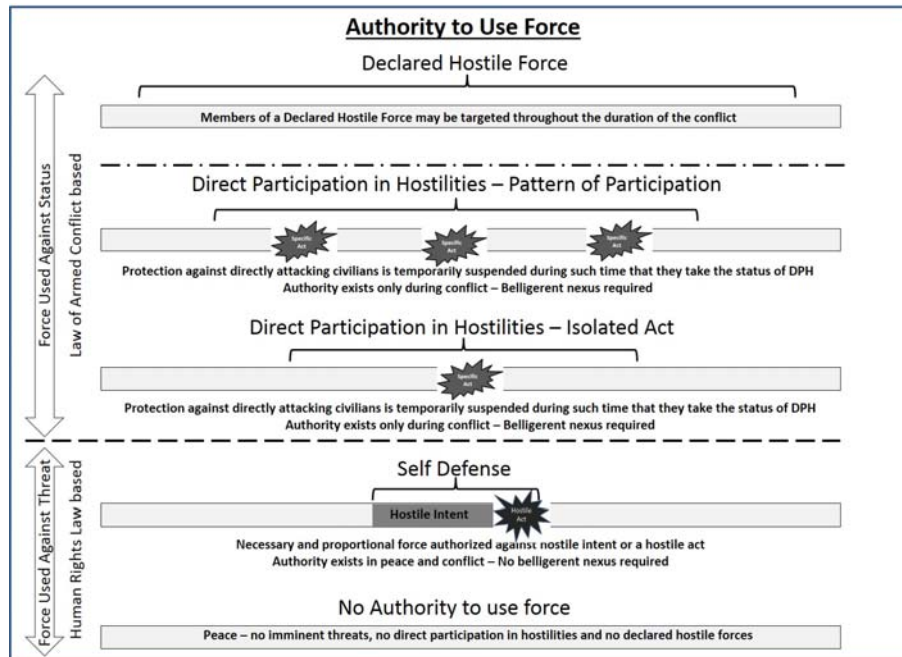 Authority to Use Force
Declared Hostile Force
Members of a Declared Hostile Force may be targeted throughout the duration of the conflict
Direct Participation in Hostilities – Pattern of Participation
Specific
Act
Specific
Act
Specific
Act
Protection against directly attacking civilians is temporarily suspended during such time that they take the status of DPH
Authority exists only during conflict – Belligerent nexus required
Direct Participation in Hostilities – Isolated Act
Specific
Act
Protection against directly attacking civilians is temporarily suspended during such time that they take the status of DPH
Authority exists only during conflict – Belligerent nexus required
Force Used Against Status
Law of Armed Conflict based
Self Defense
Hostile Intent
Hostile
Act
Necessary and proportional force authorized against hostile intent or a hostile act
Authority exists in peace and conflict – No belligerent nexus required
No Authority to use force
Peace – no imminent threats, no direct participation in hostilities and no declared hostile forces
Force Used Against Threat
Human Rights Law based